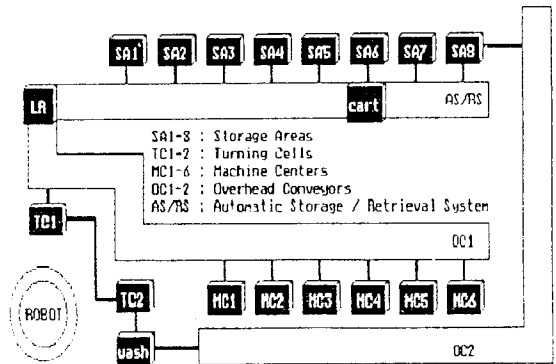 SA1 SA2 SA3 SA4 SA5 SA6 SA7 SA8
LR cart AS/RS
SA1-8 : Storage Areas
TC1-2 : Turning Cells
MC1-6 : Machine Centers
OC1-2 : Overhead Conveyors
AS/RS : Automatic Storage / Retrieval System
TC1
OC1
TC2 MC1 MC2 MC3 MC4 MC5 MC6
ROBOT
wash
OC2